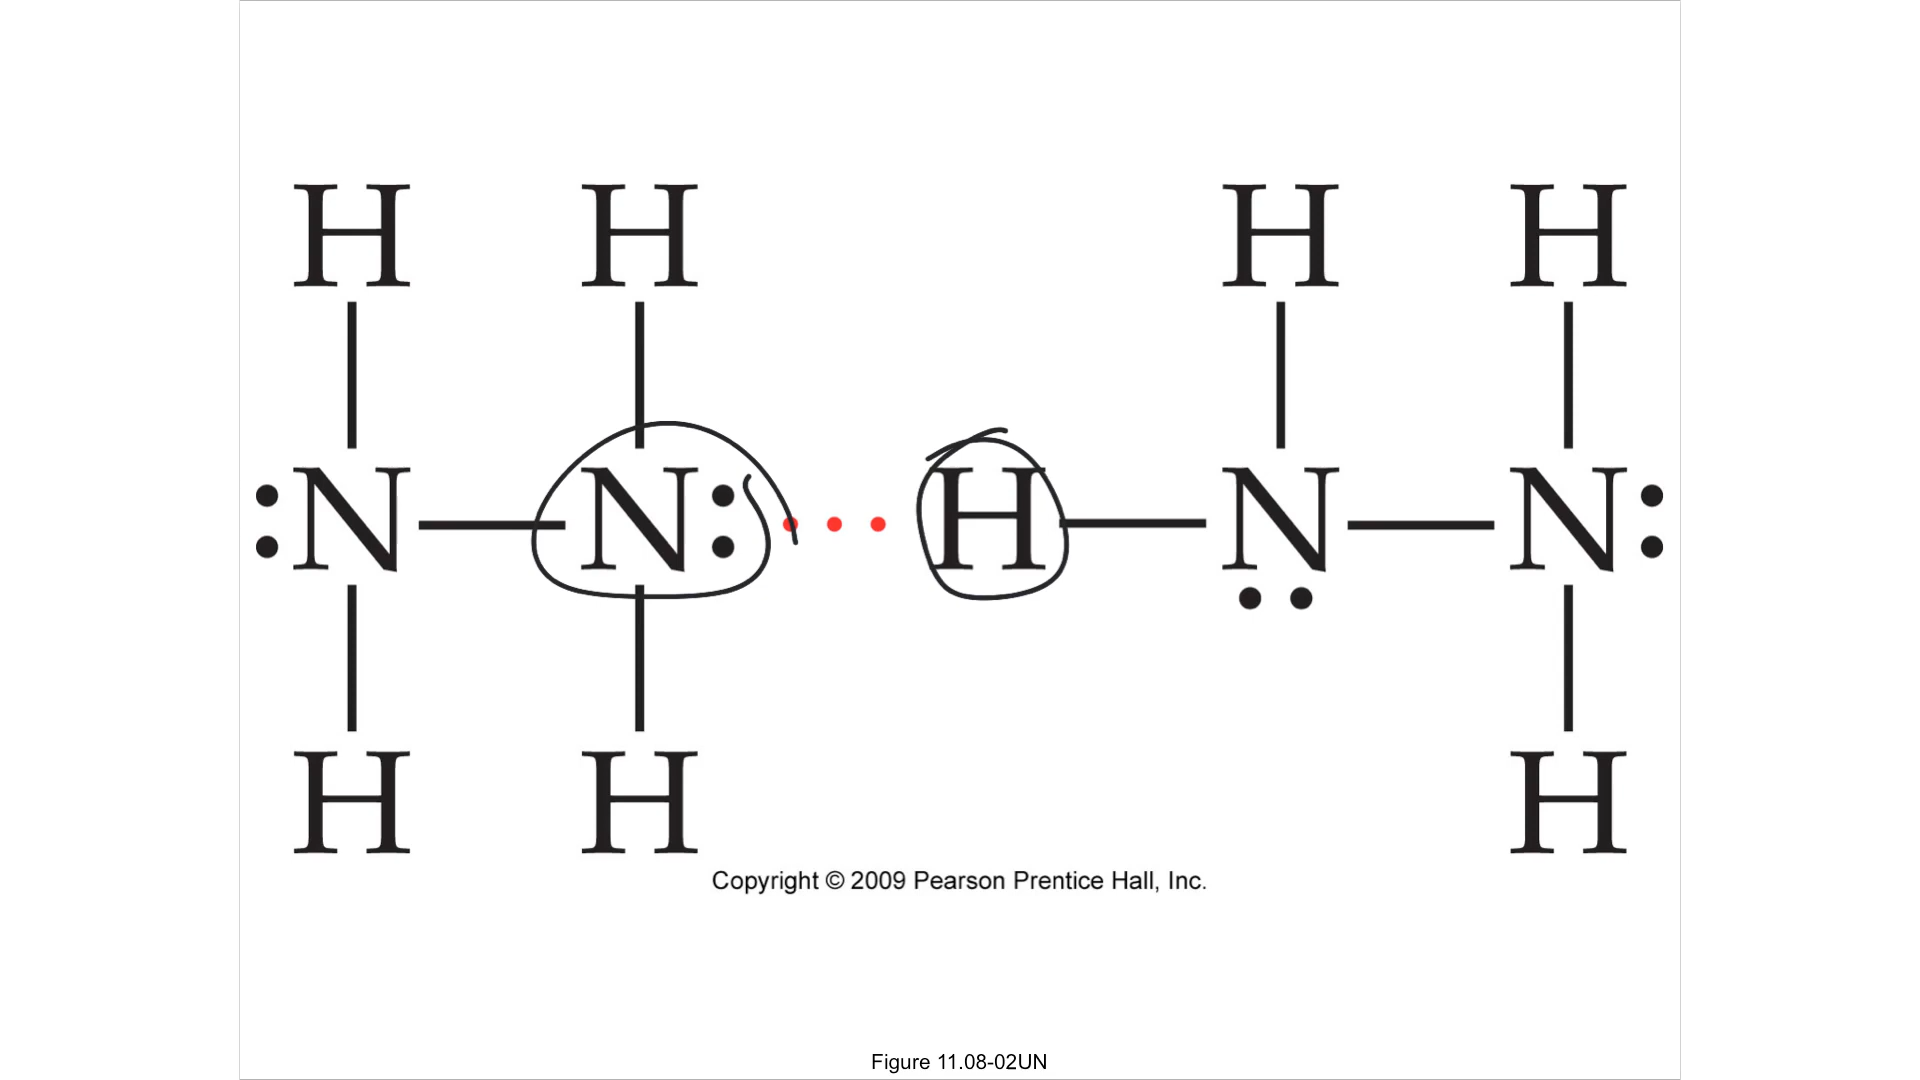 H H H H
:N N: H N N:
H H H
Copyright © 2009 Pearson Prentice Hall, Inc.
Figure 11.08-02UN